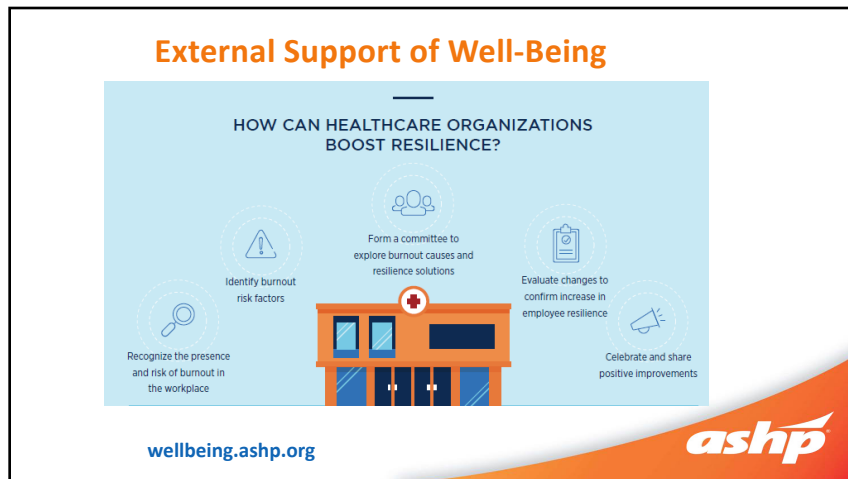 External Support of Well-Being
HOW CAN HEALTHCARE ORGANIZATIONS
BOOST RESILIENCE?
Recognize the presence
and risk of burnout in
the workplace
Identify burnout
risk factors
Form a committee to
explore burnout causes and
resilience solutions
Evaluate changes to
confirm increase in
employee resilience
Celebrate and share
positive improvements
wellbeing.ashp.org
ashp®